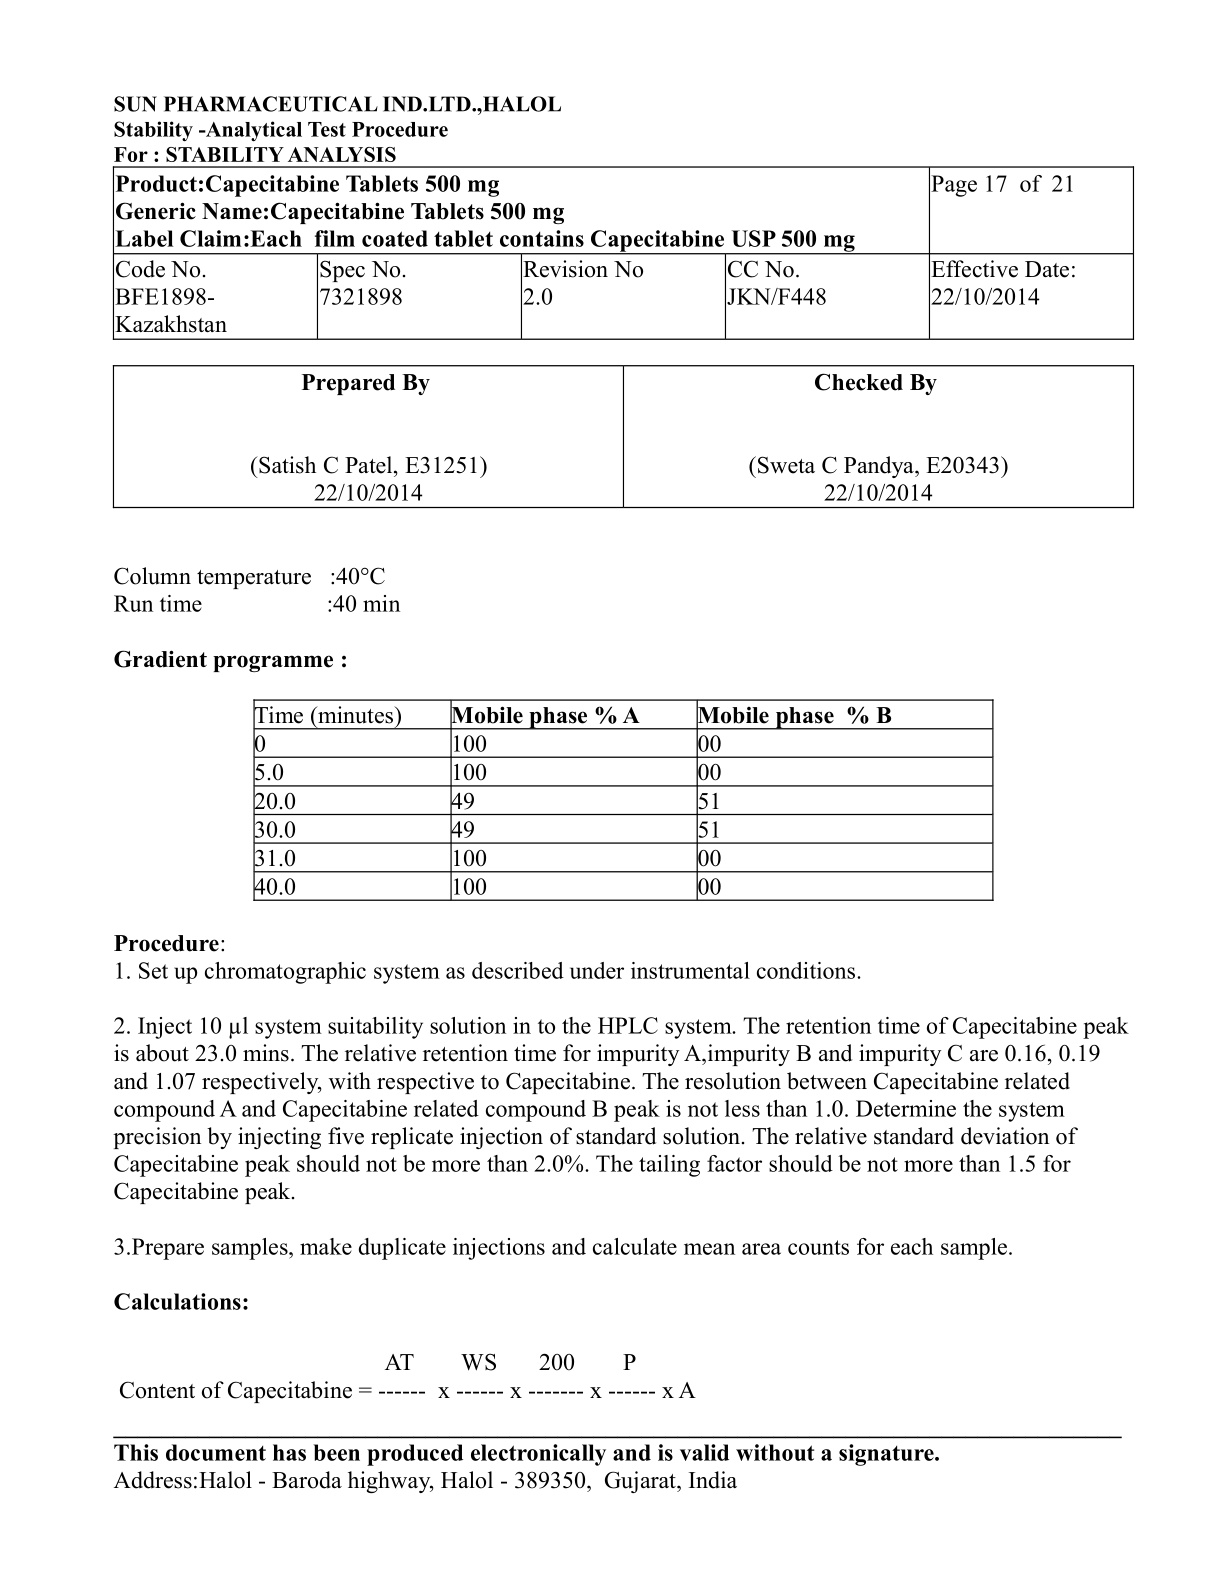 SUN PHARMACEUTICAL IND.LTD.,HALOL
Stability -Analytical Test Procedure
For : STABILITY ANALYSIS
Product:Capecitabine Tablets 500 mg
Generic Name:Capecitabine Tablets 500 mg
Label Claim:Each film coated tablet contains Capecitabine USP 500 mg
Page 17 of 21
Code No.
BFE1898-
Kazakhstan
Spec No.
7321898
Revision No
2.0
CC No.
JKN/F448
Effective Date:
22/10/2014
Prepared By
(Satish C Patel, E31251)
22/10/2014
Checked By
(Sweta C Pandya, E20343)
22/10/2014
Column temperature :40°C
Run time :40 min
Gradient programme :
Time (minutes) Mobile phase % A Mobile phase % B
0 100 00
5.0 100 00
20.0 49 51
30.0 49 51
31.0 100 00
40.0 100 00
Procedure:
1. Set up chromatographic system as described under instrumental conditions.
2. Inject 10 µl system suitability solution in to the HPLC system. The retention time of Capecitabine peak
is about 23.0 mins. The relative retention time for impurity A,impurity B and impurity C are 0.16, 0.19
and 1.07 respectively, with respective to Capecitabine. The resolution between Capecitabine related
compound A and Capecitabine related compound B peak is not less than 1.0. Determine the system
precision by injecting five replicate injection of standard solution. The relative standard deviation of
Capecitabine peak should not be more than 2.0%. The tailing factor should be not more than 1.5 for
Capecitabine peak.
3.Prepare samples, make duplicate injections and calculate mean area counts for each sample.
Calculations:
AT WS 200 P
Content of Capecitabine = ------ x ------ x ------- x ------ x A
This document has been produced electronically and is valid without a signature.
Address:Halol - Baroda highway, Halol - 389350, Gujarat, India